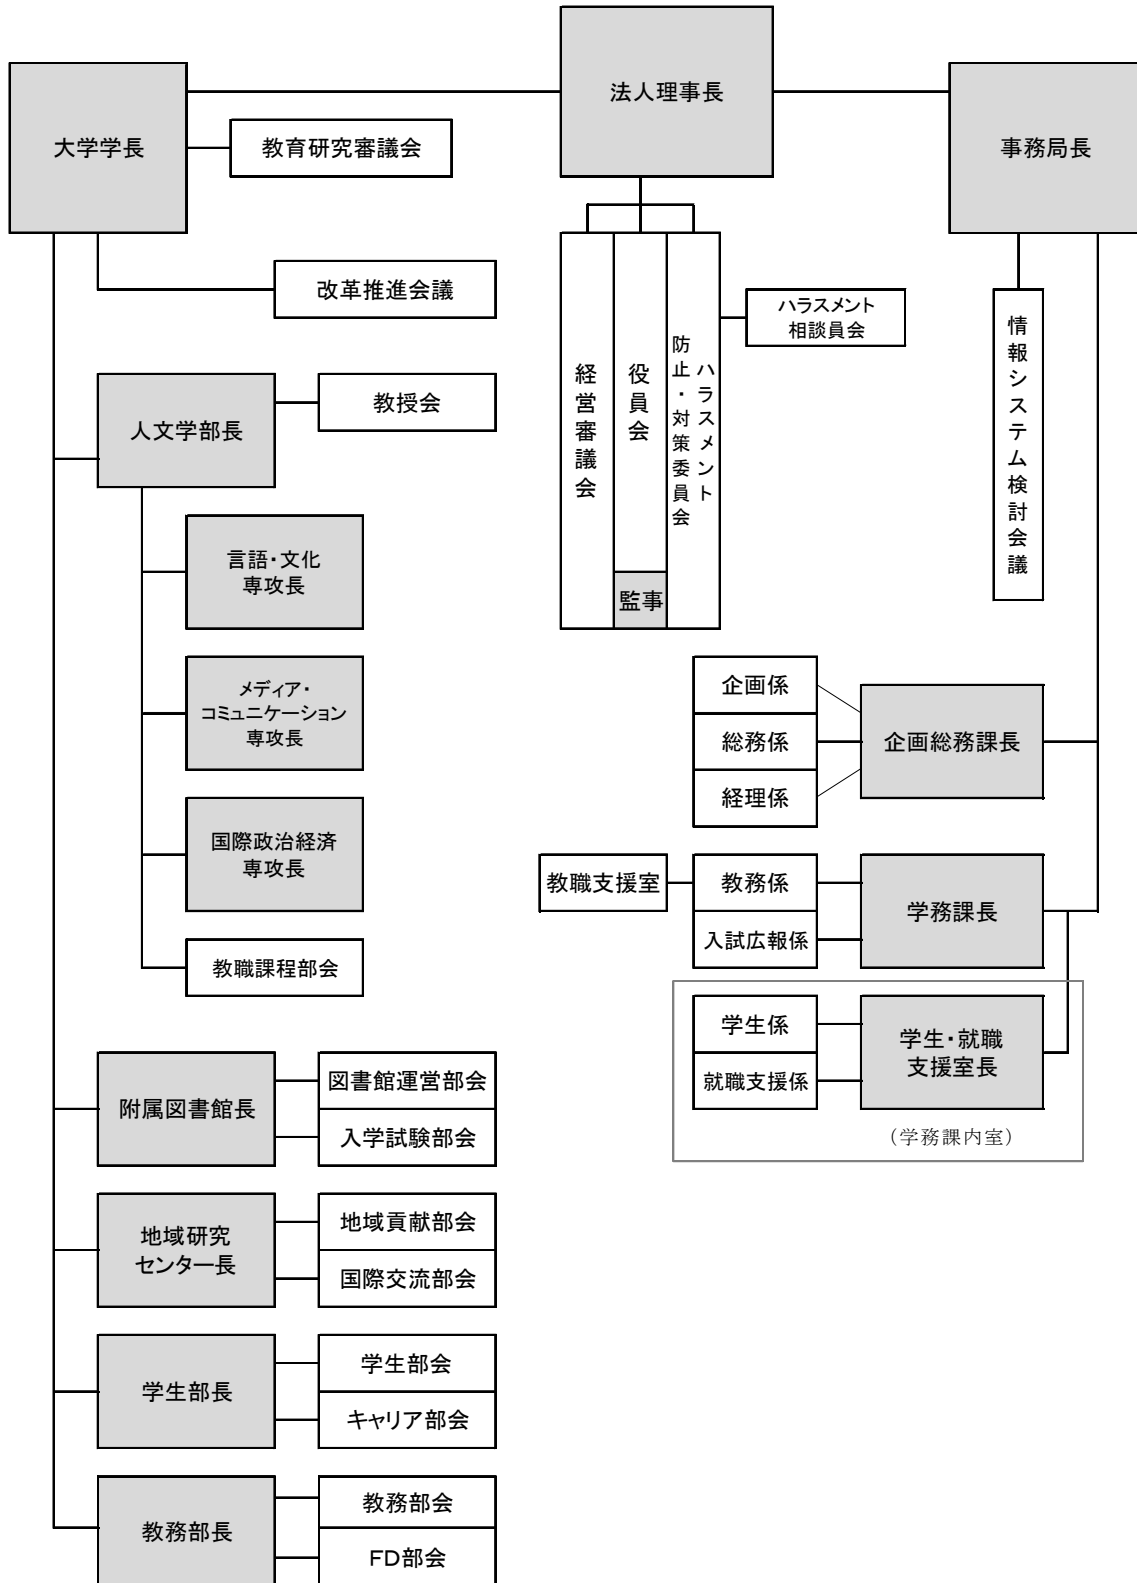 法人理事長
大学学長
事務局長
教育研究審議会
改革推進会議
経営審議会
役員会
監事
ハラスメント
防止・対策委員会
ハラスメント
相談員会
情報システム検討会議
人文学部長
教授会
言語・文化
専攻長
メディア・
コミュニケーション
専攻長
国際政治経済
専攻長
教職課程部会
企画係
総務係
経理係
企画総務課長
教職支援室
教務係
入試広報係
学務課長
学生係
就職支援係
学生・就職
支援室長
（学務課内室）
附属図書館長
図書館運営部会
入学試験部会
地域研究
センター長
地域貢献部会
国際交流部会
学生部長
学生部会
キャリア部会
教務部長
教務部会
FD部会